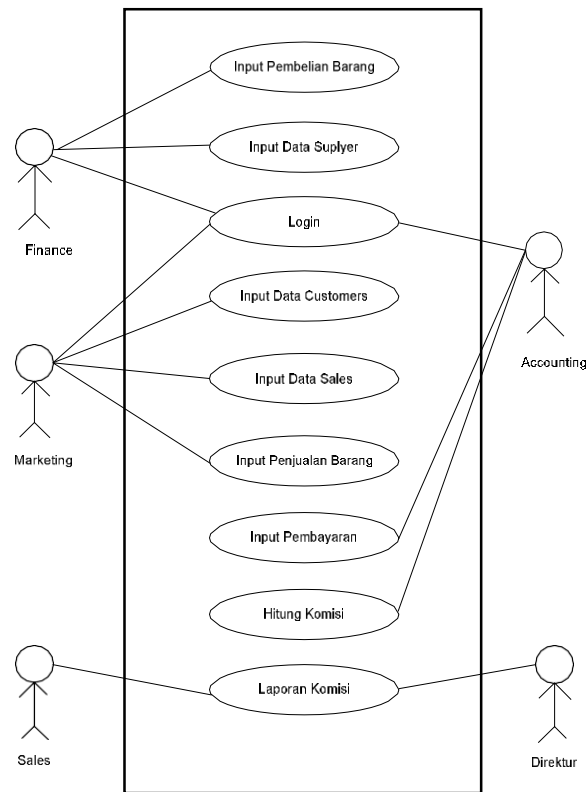 Input Pembelian Barang
Input Data Suplyer
Login
Finance
Input Data Customers
Accounting
Input Data Sales
Marketing
Input Penjualan Barang
Input Pembayaran
Hitung Komisi
Laporan Komisi
Sales
Direktur